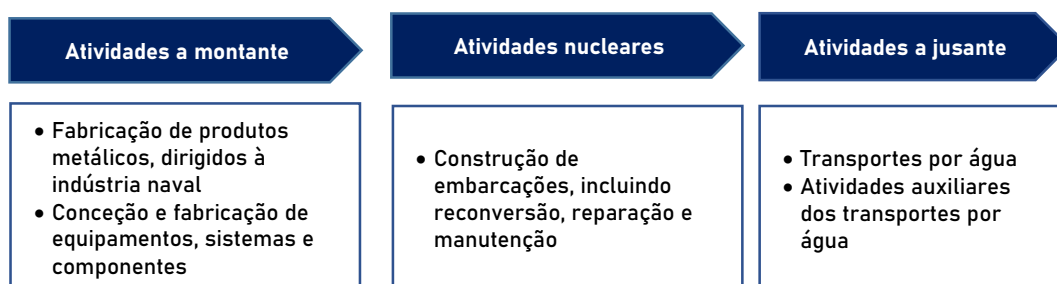 Atividades a montante
Atividades nucleares
Atividades a jusante
• Fabricação de produtos
metálicos, dirigidos à
indústria naval
• Conceção e fabricação de
equipamentos, sistemas e
componentes
• Construção de
embarcações, incluindo
reconversão, reparação e
manutenção
• Transportes por água
• Atividades auxiliares
dos transportes por
água